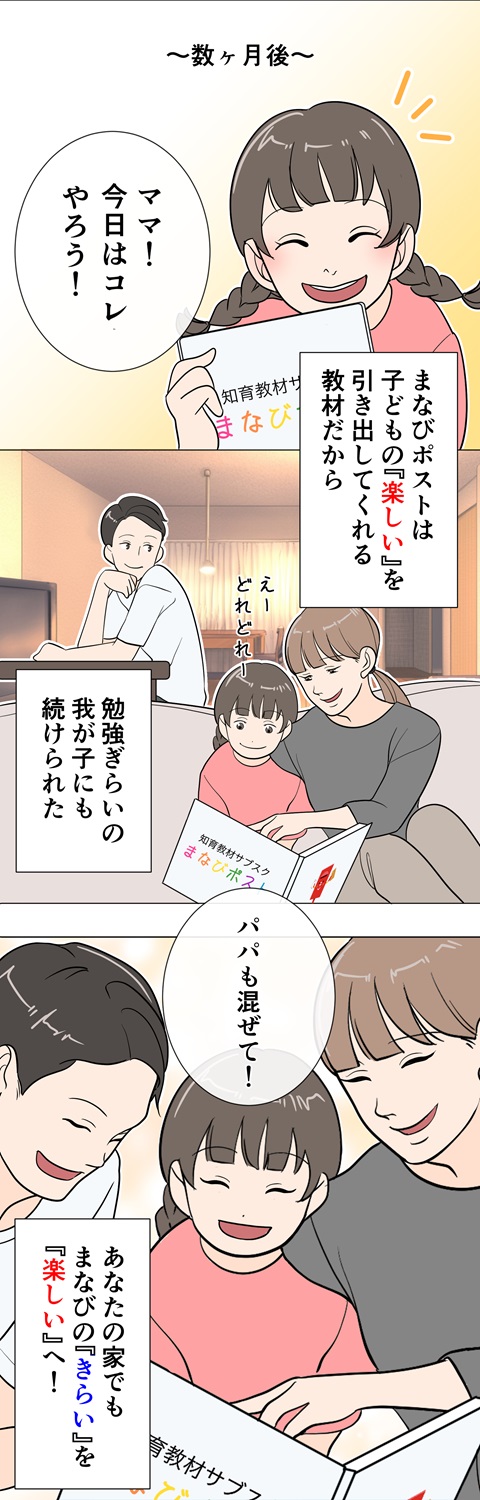 ～数ヶ月後～
ママ！
今日はコレ
やろう！
知育教材サ
まなび
まなびポストは
子どもの『楽しい』を
引き出してくれる
教材だから
えー
どれどれー
勉強ぎらいの
我が子にも
続けられた
知育教材サブスク
まなびポスト
パパも混ぜて！
あなたの家でも
まなびの『きらい』を
『楽しい』へ！
育教材サブスク
なび